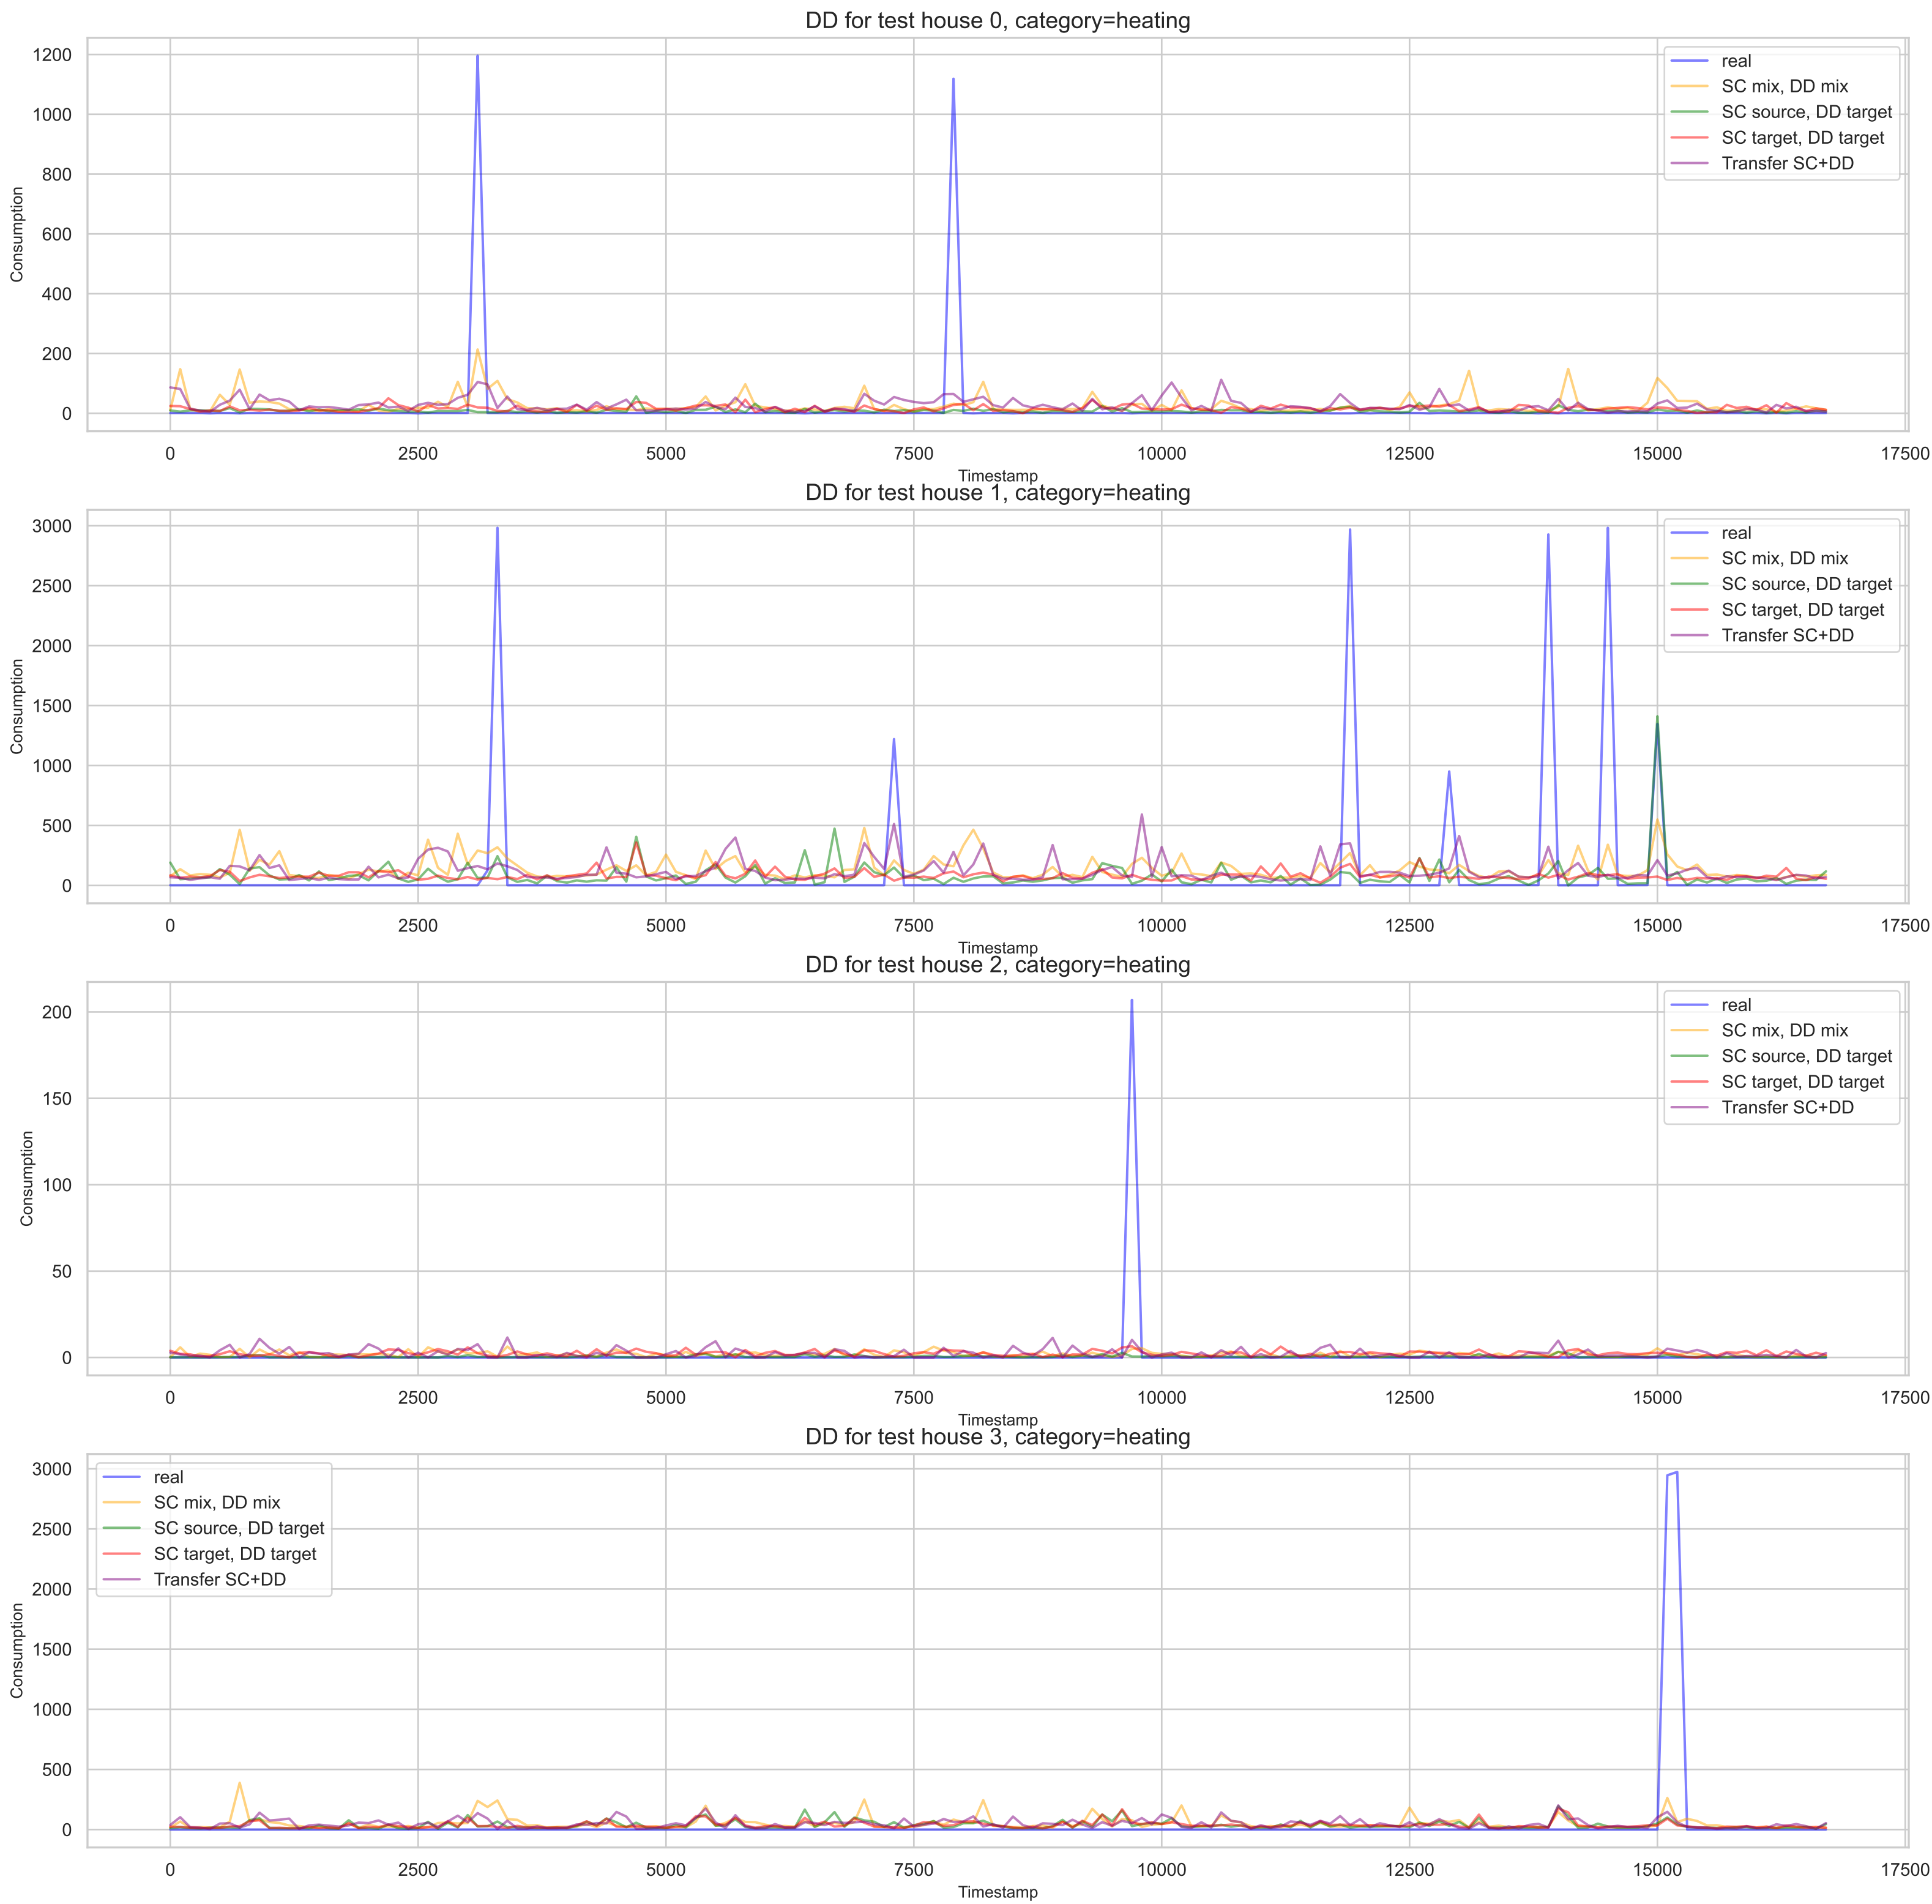 DD for test house 0, category=heating
1200
1000
800
600
400
200
0
Consumption
real
SC mix, DD mix
SC source, DD target
SC target, DD target
Transfer SC+DD
0 2500 5000 7500 10000 12500 15000 17500
Timestamp
DD for test house 1, category=heating
3000
2500
2000
1500
1000
500
0
Consumption
real
SC mix, DD mix
SC source, DD target
SC target, DD target
Transfer SC+DD
0 2500 5000 7500 10000 12500 15000 17500
Timestamp
DD for test house 2, category=heating
200
150
100
50
0
Consumption
real
SC mix, DD mix
SC source, DD target
SC target, DD target
Transfer SC+DD
0 2500 5000 7500 10000 12500 15000 17500
Timestamp
DD for test house 3, category=heating
3000
2500
2000
1500
1000
500
0
Consumption
real
SC mix, DD mix
SC source, DD target
SC target, DD target
Transfer SC+DD
0 2500 5000 7500 10000 12500 15000 17500
Timestamp